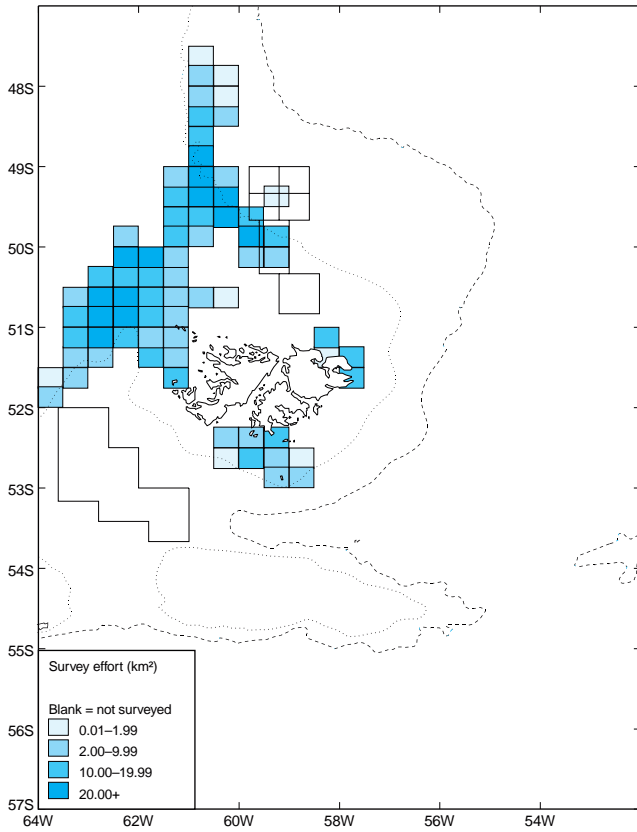 48S
49S
50S
51S
52S
53S
54S
55S
Survey effort (km²)
Blank = not surveyed
0.01–1.99
2.00–9.99
10.00–19.99
20.00+
56S
57S
64W 62W 60W 58W 56W 54W